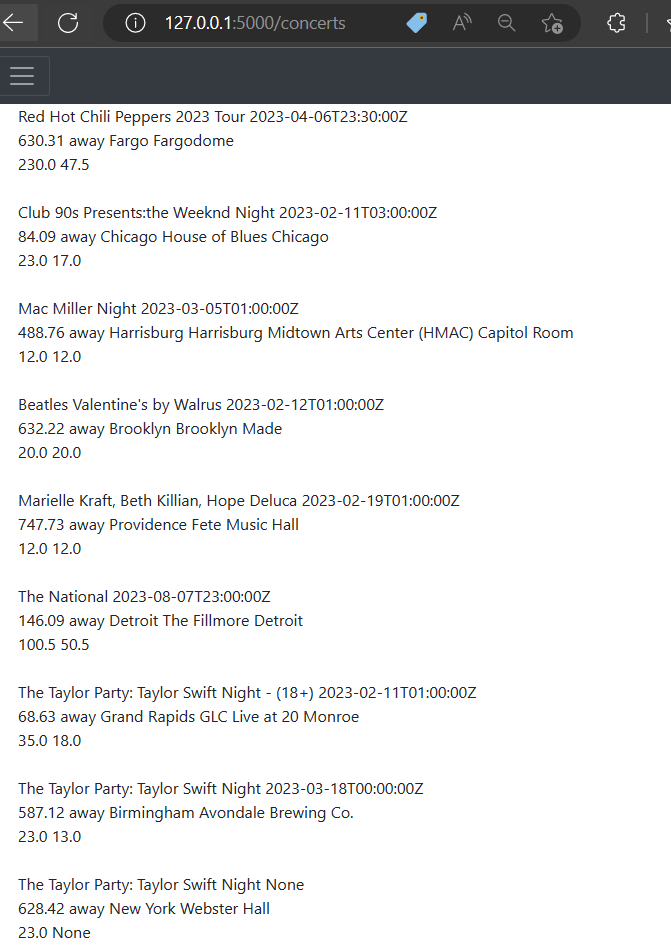 127.0.0.1:5000/concerts
Red Hot Chili Peppers 2023 Tour 2023-04-06T23:30:00Z
630.31 away Fargo Fargodome
230.0 47.5
Club 90s Presents:the Weeknd Night 2023-02-11T03:00:00Z
84.09 away Chicago House of Blues Chicago
23.0 17.0
Mac Miller Night 2023-03-05T01:00:00Z
488.76 away Harrisburg Harrisburg Midtown Arts Center (HMAC) Capitol Room
12.0 12.0
Beatles Valentine's by Walrus 2023-02-12T01:00:00Z
632.22 away Brooklyn Brooklyn Made
20.0 20.0
Marielle Kraft, Beth Killian, Hope Deluca 2023-02-19T01:00:00Z
747.73 away Providence Fete Music Hall
12.0 12.0
The National 2023-08-07T23:00:00Z
146.09 away Detroit The Fillmore Detroit
100.5 50.5
The Taylor Party: Taylor Swift Night - (18+) 2023-02-11T01:00:00Z
68.63 away Grand Rapids GLC Live at 20 Monroe
35.0 18.0
The Taylor Party: Taylor Swift Night 2023-03-18T00:00:00Z
587.12 away Birmingham Avondale Brewing Co.
23.0 13.0
The Taylor Party: Taylor Swift Night None
628.42 away New York Webster Hall
23.0 None